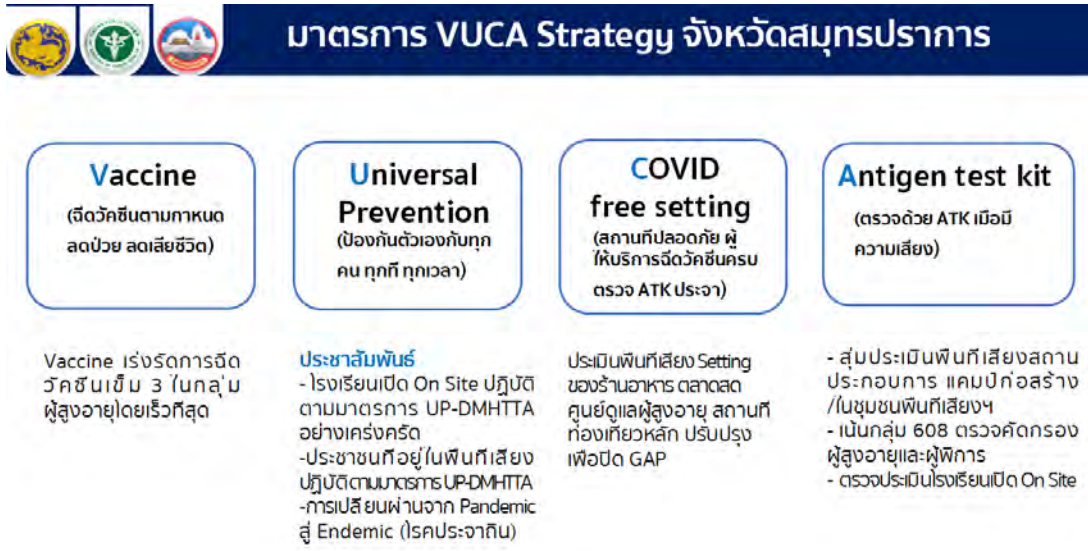 มาตรการ VUCA Strategy จังหวัดสมุทรปราการ
Vaccine
(ฉีดวัคซีนตามกาหนด
ลดป่วย ลดเสียชีวิต)
Vaccine เร่งรัดการฉีด
วัคซีนเข็ม 3 ในกลุ่ม
ผู้สูงอายุโดยเร็วที่สุด
Universal
Prevention
(ป้องกันตัวเองกับทุก
คน ทุกที ทุกเวลา)
ประชาสัมพันธ์
- โรงเรียนเปิด On Site ปฏิบัติ
ตามมาตรการ UP-DMHTTA
อย่างเคร่งครัด
-ประชาชนทีอยู่ในพืนทีเสียง
ปฏิบัติตามมาตรการ UP-DMHTTA
-การเปลียนผ่านจาก Pandemic
สู่ Endemic (โรคประจาถิน)
COVID
free setting
(สถานทีปลอดภัย ผู้
ให้บริการฉีดวัคซีนครบ
ตรวจ ATK ประจา)
ประเมินพืนทีเสียง Setting
ของร้านอาหาร ตลาดสด
ศูนย์ดูแลผู้สูงอายุ สถานที
ท่องเทียวหลัก ปรับปรุง
เพือปิด GAP
Antigen test kit
(ตรวจด้วย ATK เมือมี
ความเสียง)
- สุ่มประเมินพืนทีเสียงสถาน
ประกอบการ แคมป์ก่อสร้าง
/ในชุมชนพืนทีเสียงฯ
- เน้นกลุ่ม 608 ตรวจคัดกรอง
ผู้สูงอายุและผู้พิการ
- ตรวจประเมินโรงเรียนเปิด On Site